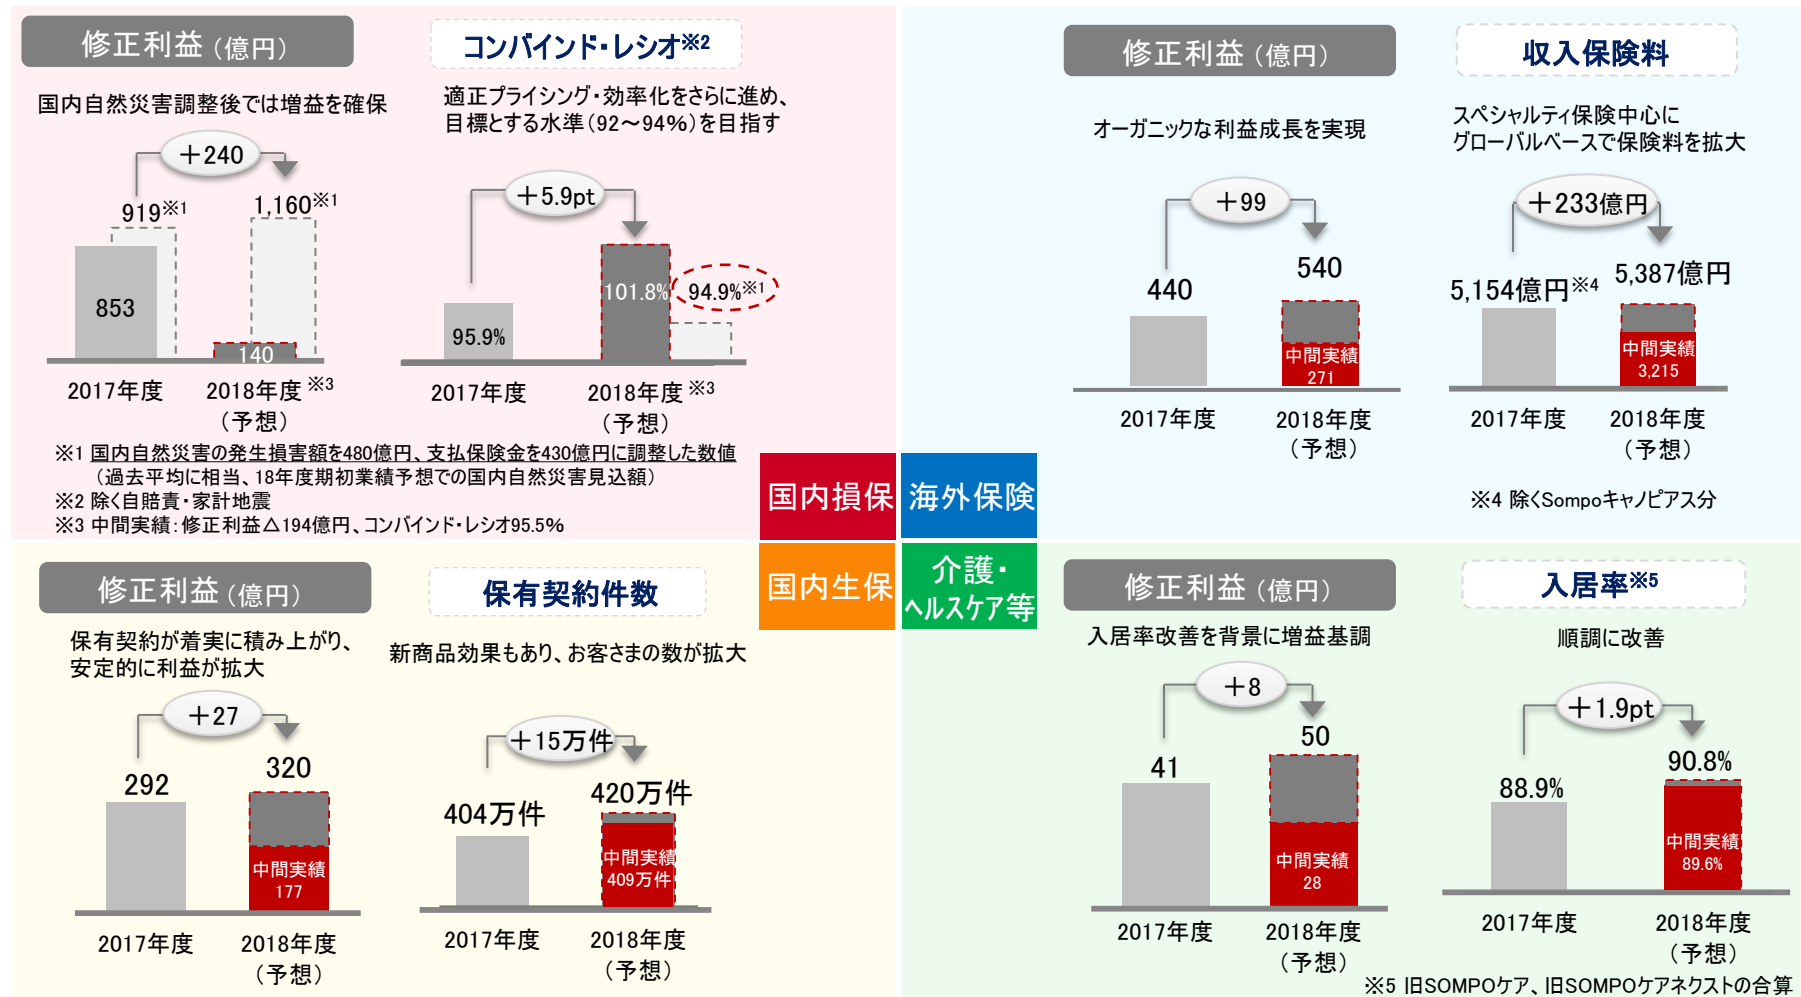 修正利益（億円）
コンバインド・レシオ※2
国内自然災害調整後では増益を確保
適正プライシング・効率化をさらに進め、
目標とする水準（92～94%）を目指す
＋240
919※1
1,160※1
853
140
2017年度
2018年度※3
（予想）
＋5.9pt
101.8%
94.9%※1
95.9%
2017年度
2018年度※3
（予想）
※1 国内自然災害の発生損害額を480億円、支払保険金を430億円に調整した数値
（過去平均に相当、18年度期初業績予想での国内自然災害見込額）
※2 除く自賠責・家計地震
※3 中間実績：修正利益△194億円、コンバインド・レシオ95.5%
国内損保
修正利益（億円）
収入保険料
オーガニックな利益成長を実現
スペシャルティ保険中心に
グローバルベースで保険料を拡大
＋99
440
540
中間実績
271
2017年度
2018年度
（予想）
＋233億円
5,154億円※4
5,387億円
中間実績
3,215
2017年度
2018年度
（予想）
※4 除くSompoキャノピアス分
海外保険
国内生保
修正利益（億円）
保有契約件数
保有契約が着実に積み上がり、
安定的に利益が拡大
新商品効果もあり、お客さまの数が拡大
＋27
292
320
中間実績
177
2017年度
2018年度
（予想）
＋15万件
404万件
420万件
中間実績
409万件
2017年度
2018年度
（予想）
介護・
ヘルスケア等
修正利益（億円）
入居率※5
入居率改善を背景に増益基調
順調に改善
＋8
41
50
中間実績
28
2017年度
2018年度
（予想）
＋1.9pt
88.9%
90.8%
中間実績
89.6%
2017年度
2018年度
（予想）
※5 旧SOMPOケア、旧SOMPOケアネクストの合算